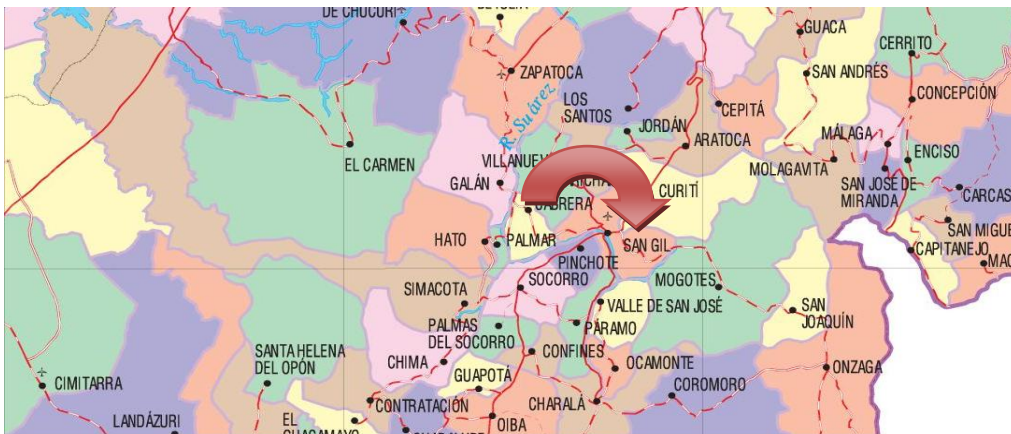 DE CHUCURI
GUACA
CERRITO
ZAPATOCA
SAN ANDRÉS
CONCEPCIÓN
R. Suárez
LOS
SANTOS
CEPITÁ
JORDÁN
ARATOCA
MÁLAGA
EL CARMEN
MOLAGAVITA
ENCISO
GALÁN
CURITÍ
SAN JOSÉ DE
MIRANDA
CARCAS
SAN MIGUE
HATO
PALMAR
SAN GIL
CAPITANEJO
PINCHOTE
SOCORRO
MOGOTES
SIMACOTA
VALLE DE SAN JOSÉ
SAN
JOAQUÍN
PALMAS
DEL SOCORRO
PÁRAMO
SANTA HELENA
DEL OPÓN
CHIMA
CONFINES
OCAMONTE
ONZAGA
CIMITARRA
GUAPOTÁ
COROMORO
CONTRATACIÓN
CHARALÁ
LANDÁZURI
EL
OIBA